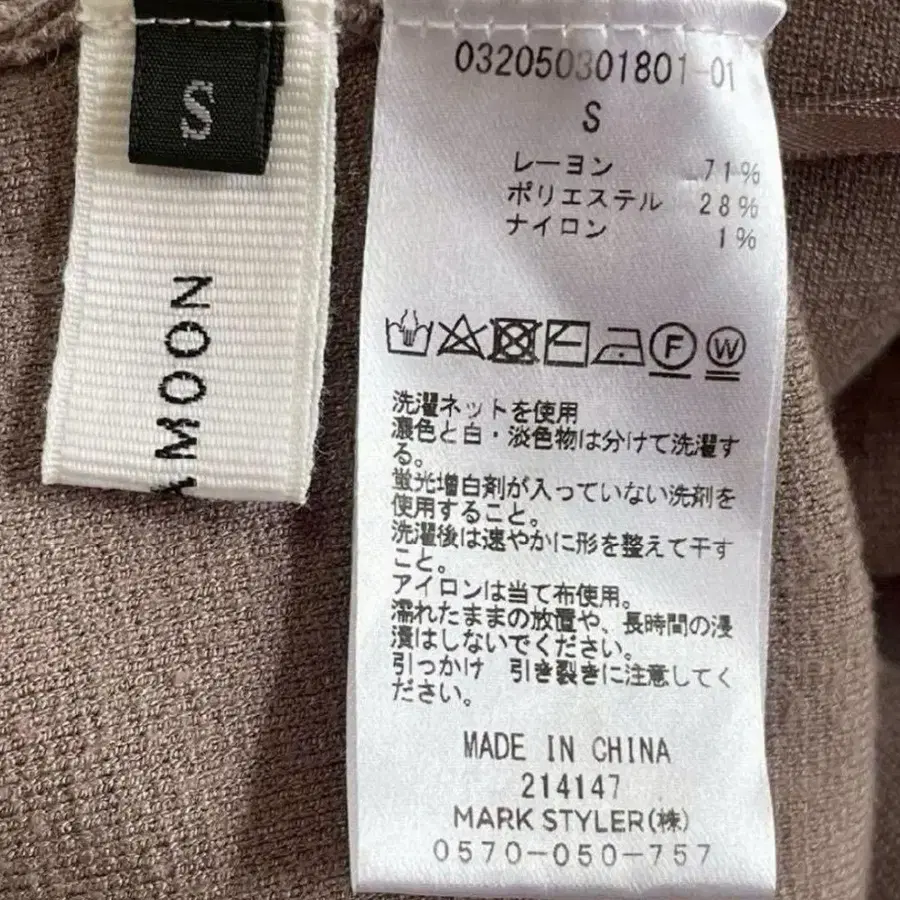 S
MOON
032050301801-01
S
レーヨン 71%
ポリエステル 28%
ナイロン 1%
F W
洗濯ネットを使用
濃色と白・淡色物は分けて洗濯す
る。
蛍光増白剤が入っていない洗剤を
使用すること。
洗濯後は速やかに形を整えて干す
こと。
アイロンは当て布使用。
濡れたままの放置や、長時間の浸
漬はしないでください。
引っかけ 引き裂きに注意してく
ださい。
MADE IN CHINA
214147
MARK STYLER(株)
0570-050-757